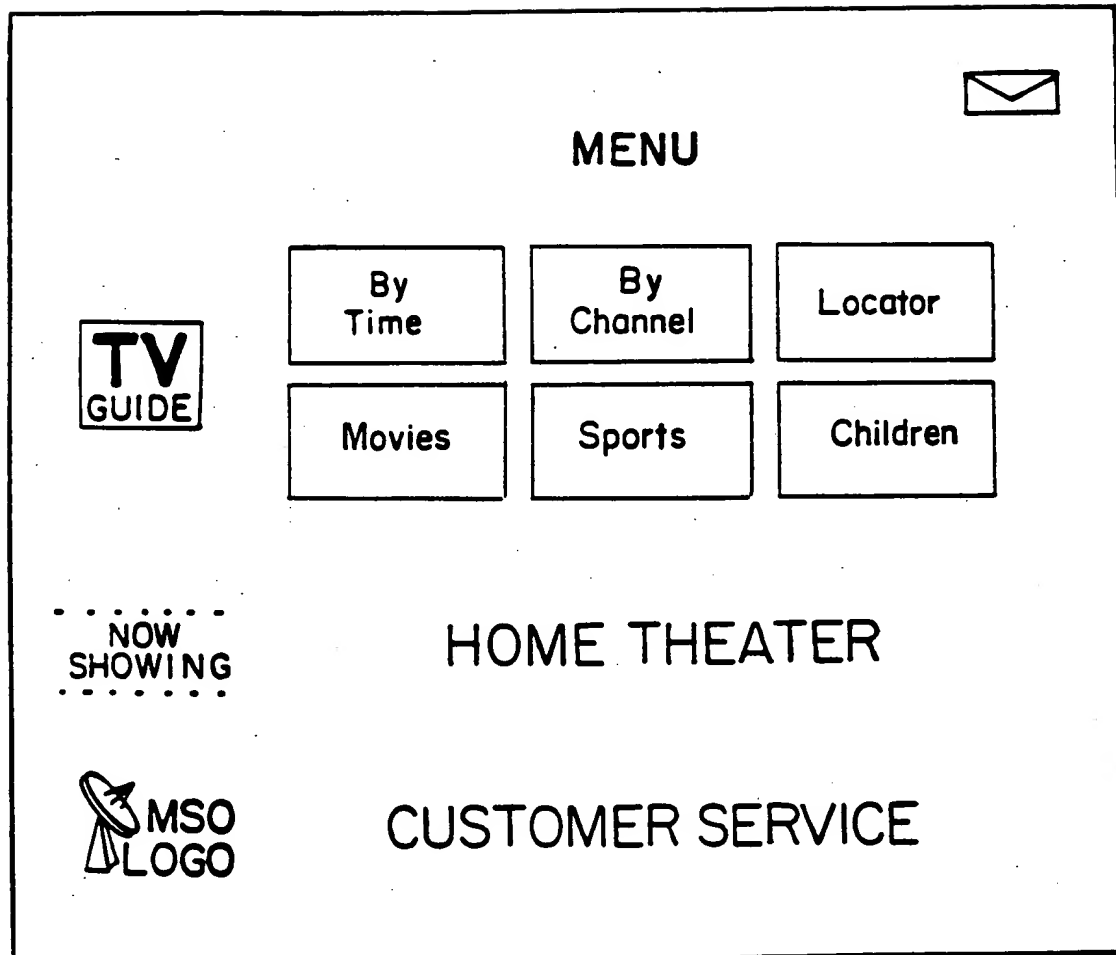 MENU
By
Time
By
Channel
Locator
TV
GUIDE
Movies
Sports
Children
NOW
SHOWING
HOME THEATER
MSO
LOGO
CUSTOMER SERVICE